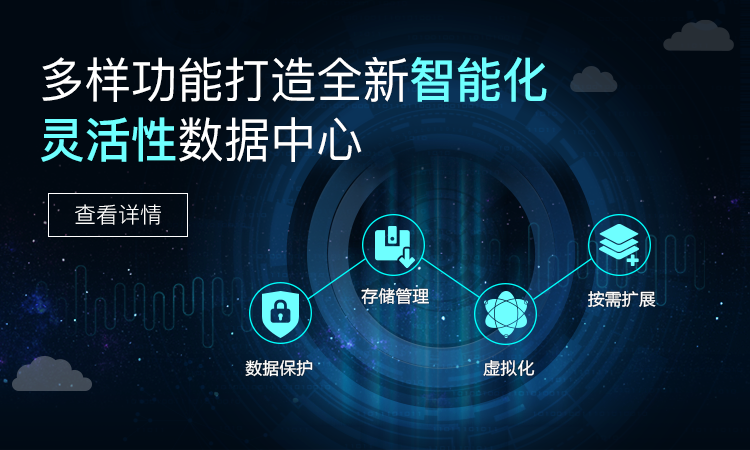 多样功能打造全新智能化
灵活性数据中心
查看详情
存储管理
按需扩展
数据保护
虚拟化